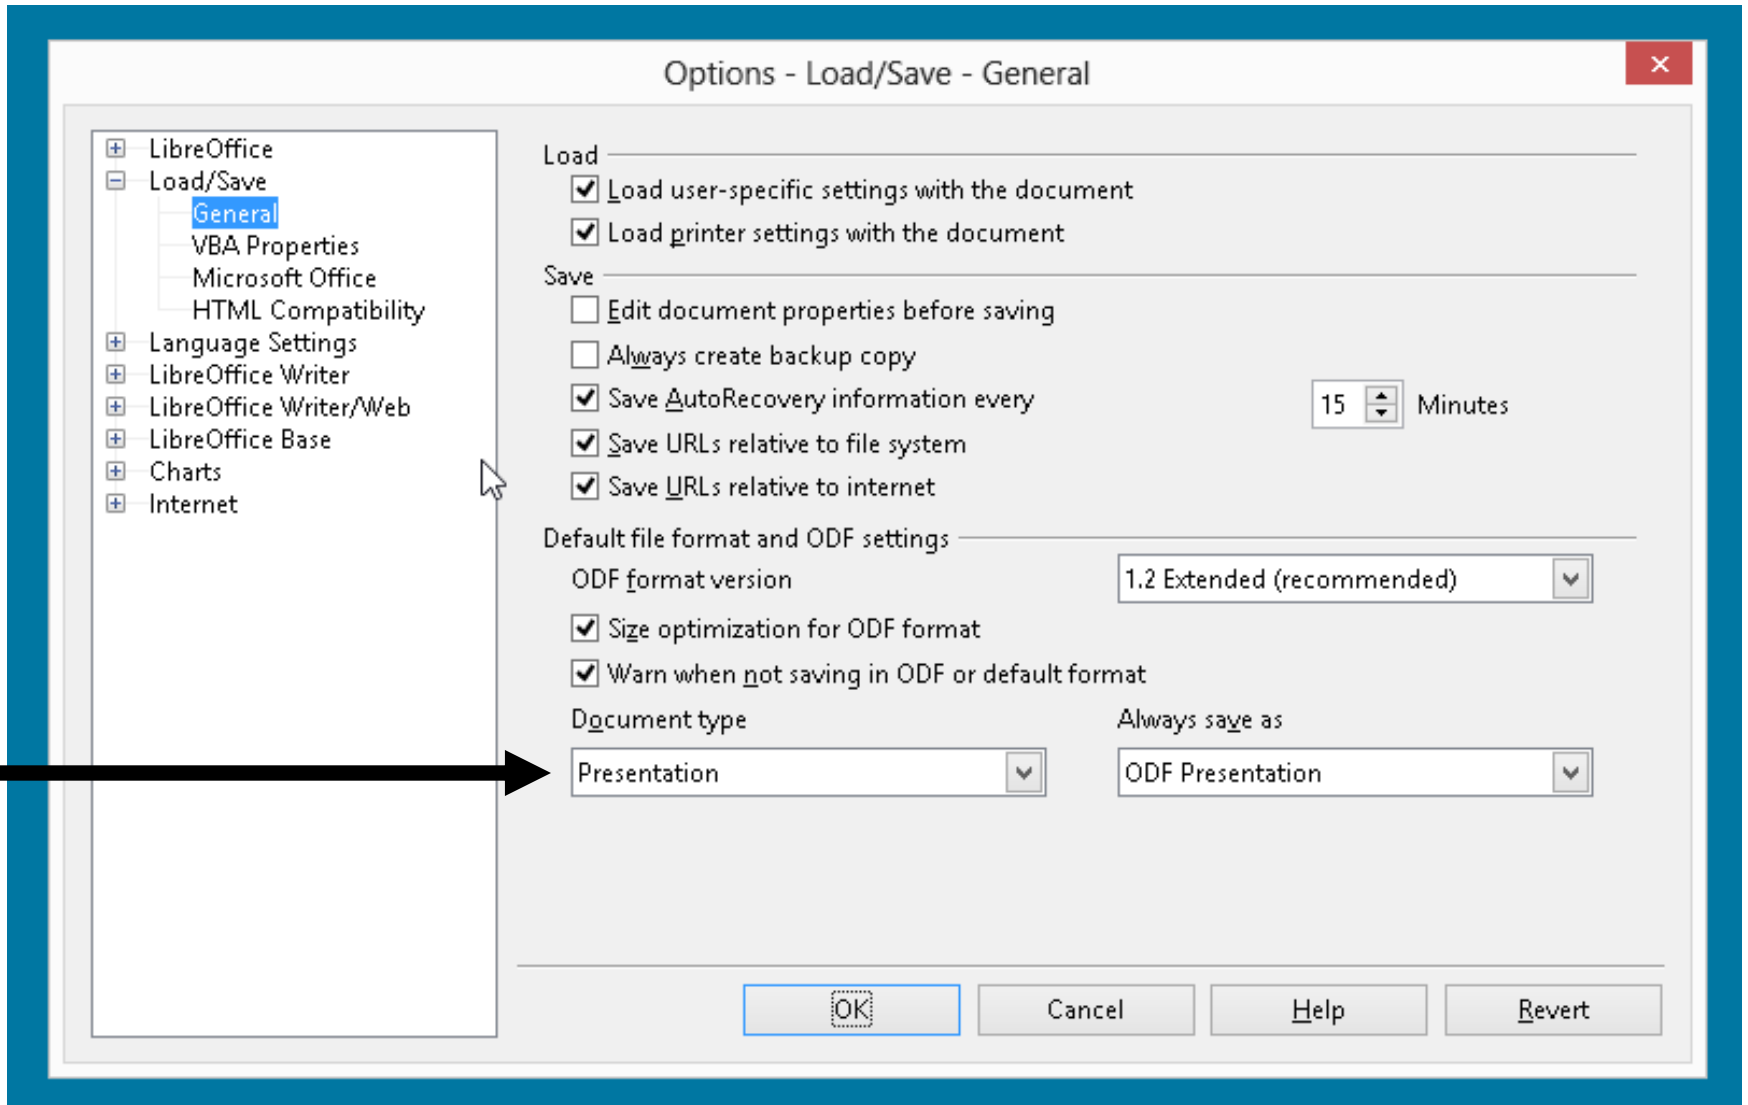 Options - Load/Save - General
LibreOffice
Load/Save
General
VBA Properties
Microsoft Office
HTML Compatibility
Language Settings
LibreOffice Writer
LibreOffice Writer/Web
LibreOffice Base
Charts
Internet
Load
Load user-specific settings with the document
Load printer settings with the document
Save
Edit document properties before saving
Always create backup copy
Save AutoRecovery information every 15 Minutes
Save URLs relative to file system
Save URLs relative to internet
Default file format and ODF settings
ODF format version 1.2 Extended (recommended)
Size optimization for ODF format
Warn when not saving in ODF or default format
Document type Always save as
Presentation ODF Presentation
OK Cancel Help Revert